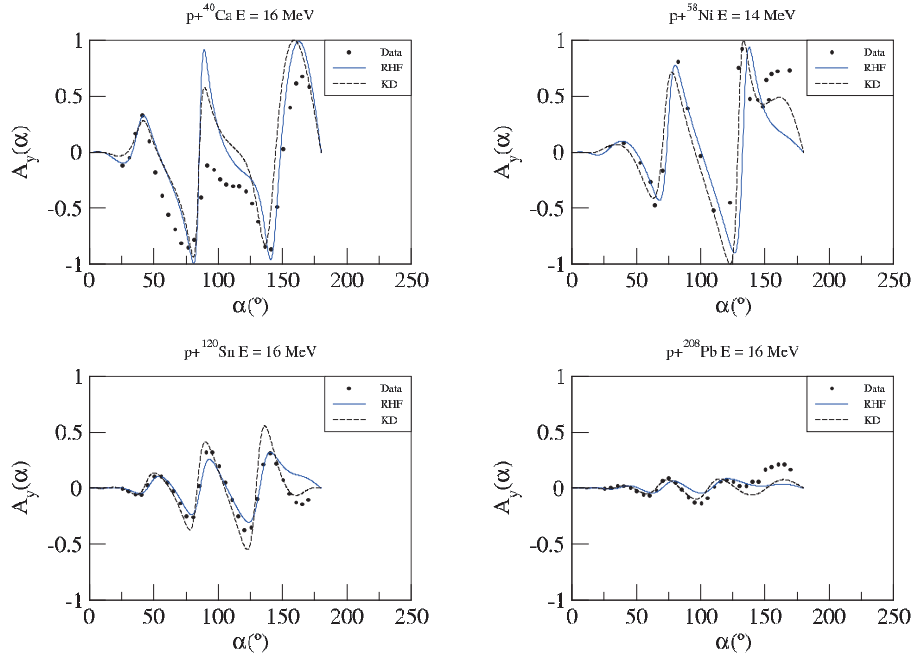 p+40Ca E = 16 MeV
1
0.5
0
-0.5
-1
Ay(α)
0
50
100
150
200
250
α(º)
Data
RHF
KD
p+58Ni E = 14 MeV
1
0.5
0
-0.5
-1
Ay(α)
0
50
100
150
200
250
α(º)
Data
RHF
KD
p+120Sn E = 16 MeV
1
0.5
0
-0.5
-1
Ay(α)
0
50
100
150
200
250
α(º)
Data
RHF
KD
p+208Pb E = 16 MeV
1
0.5
0
-0.5
-1
Ay(α)
0
50
100
150
200
250
α(º)
Data
RHF
KD